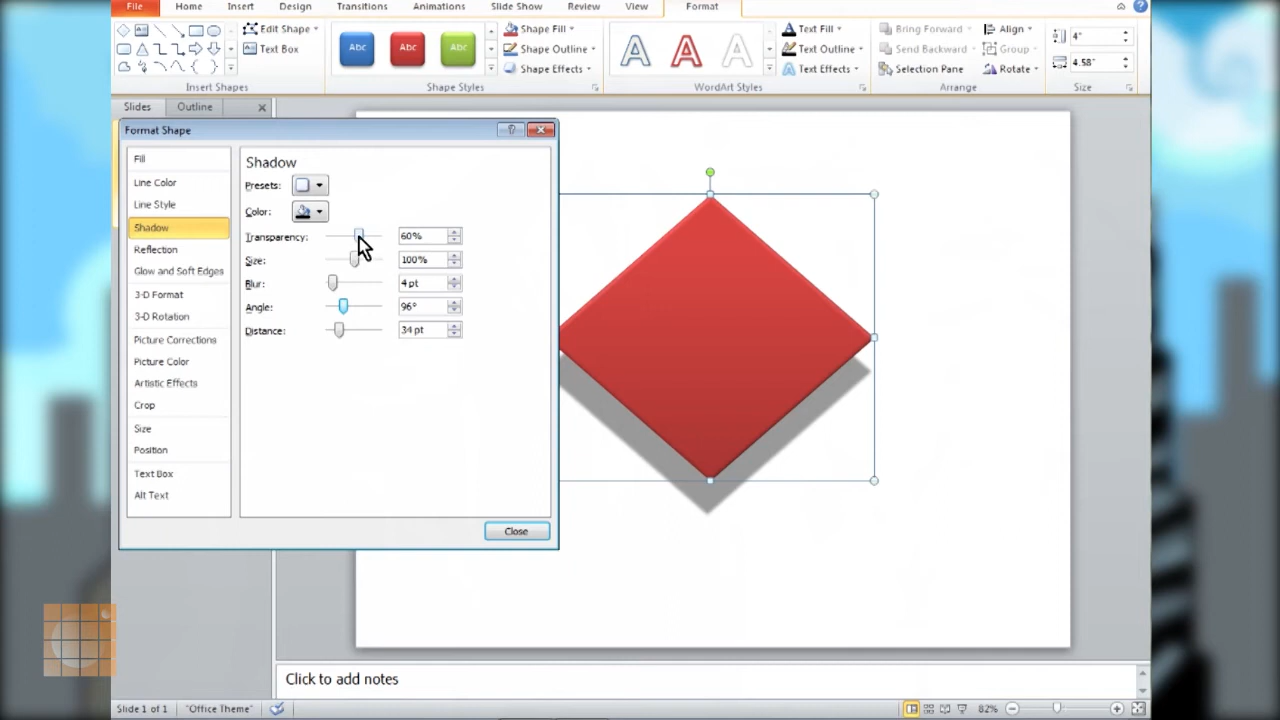 File Home Insert Design Transitions Animations Slide Show Review View Format
Edit Shape Abc Abc Abc Shape Fill Text Fill Bring Forward Align 4"
Text Box Shape Outline A A A Text Outline Send Backward Group
Shape Effects Text Effects Selection Pane Rotate 4.58"
Insert Shapes Shape Styles WordArt Styles Arrange Size
Slides Outline
Format Shape
Fill
Line Color
Line Style
Shadow
Reflection
Glow and Soft Edges
3-D Format
3-D Rotation
Picture Corrections
Picture Color
Artistic Effects
Crop
Size
Position
Text Box
Alt Text
Shadow
Presets:
Color:
Transparency: 60%
Size: 100%
Blur: 4 pt
Angle: 96°
Distance: 34 pt
Close
Click to add notes
Slide 1 of 1 "Office Theme" 82%